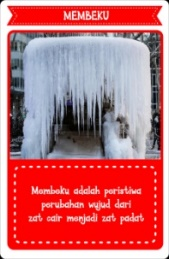 MEMBEKU
Membeku adalah peristiwa
perubahan wujud dari
zat cair menjadi zat padat